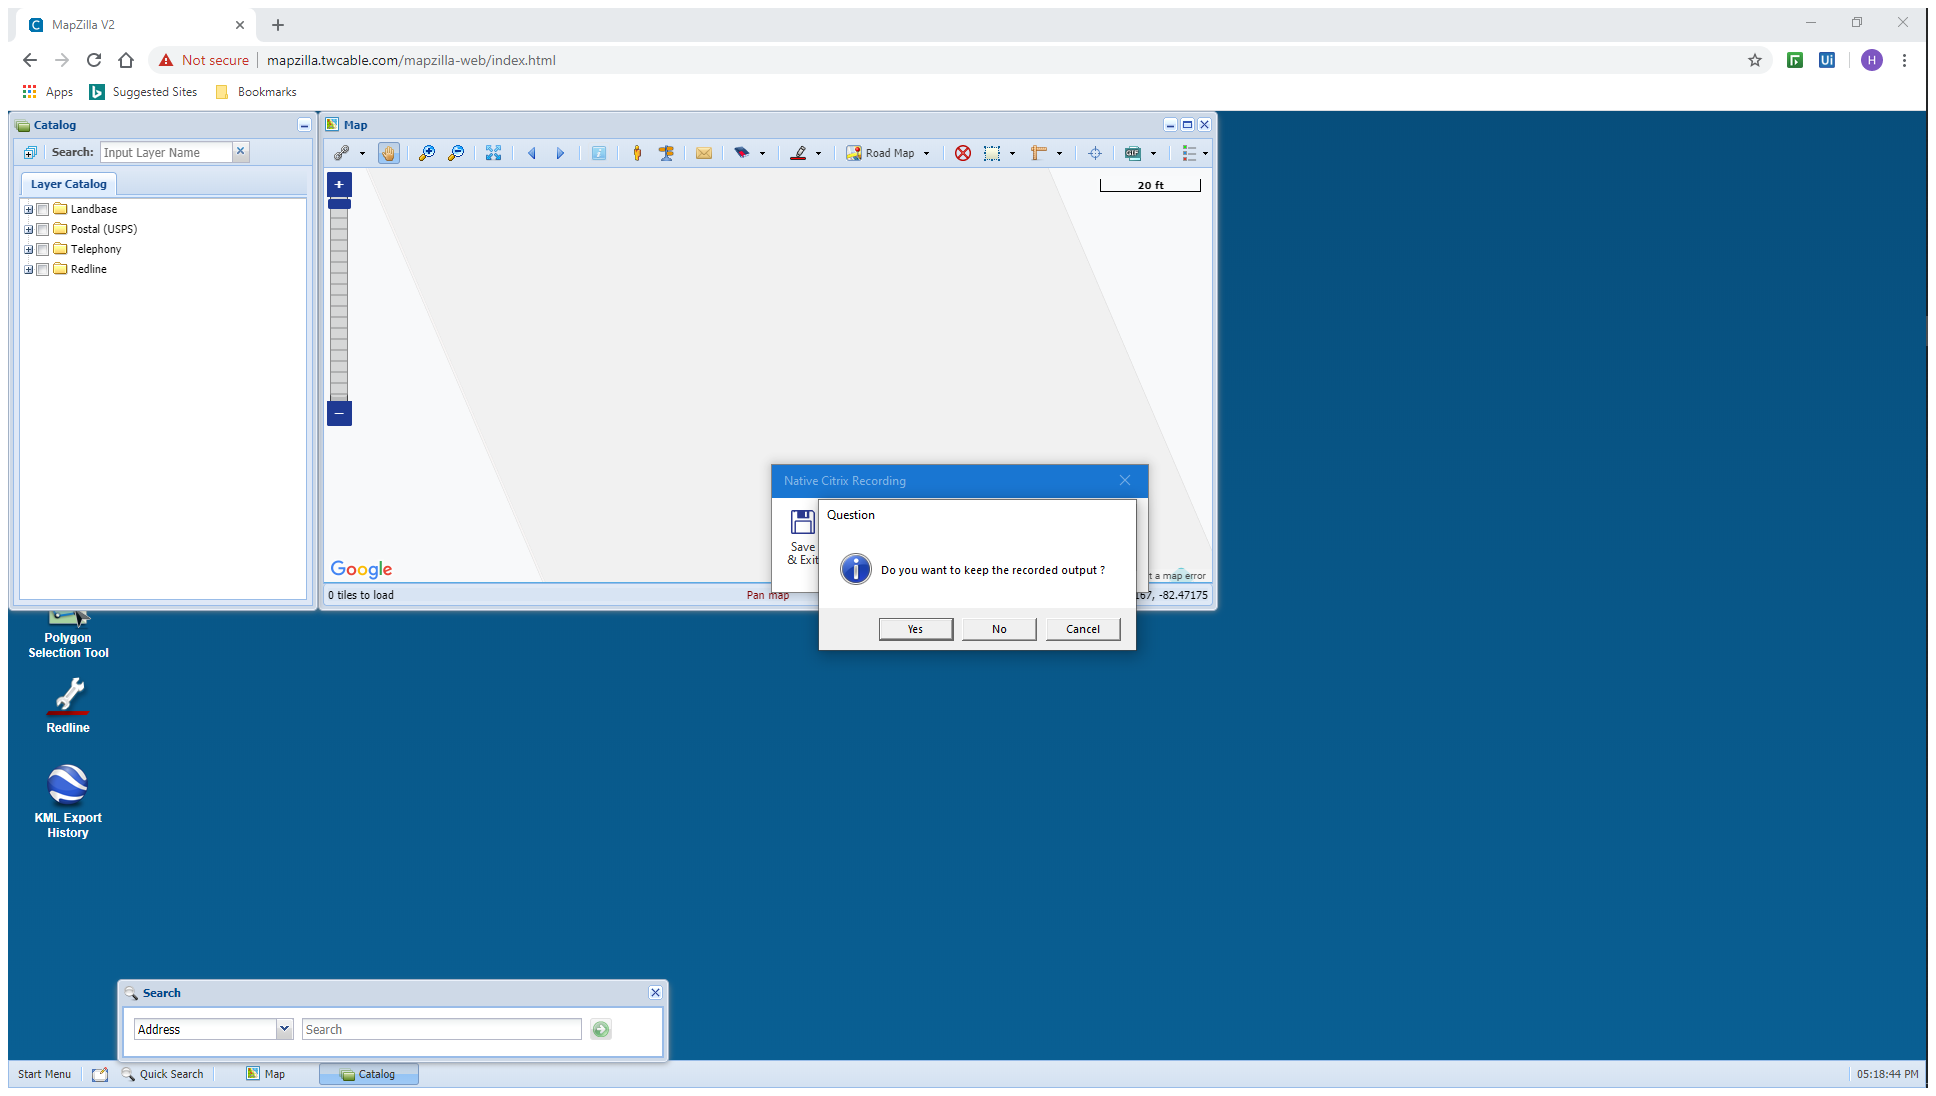 MapZilla V2
Not secure
mapzilla.twcable.com/mapzilla-web/index.html
H
Apps
Suggested Sites
Bookmarks
Catalog
Search:
Input Layer Name
Layer Catalog
Landbase
Postal (USPS)
Telephony
Redline
Map
Road Map
20 ft
Google
t a map error
0 tiles to load
Pan map
167, -82.47175
Native Citrix Recording
Save
& Exit
Question
Do you want to keep the recorded output ?
Yes
No
Cancel
Polygon
Selection Tool
Redline
KML Export
History
Search
Address
Search
Start Menu
Quick Search
Map
Catalog
05:18:44 PM